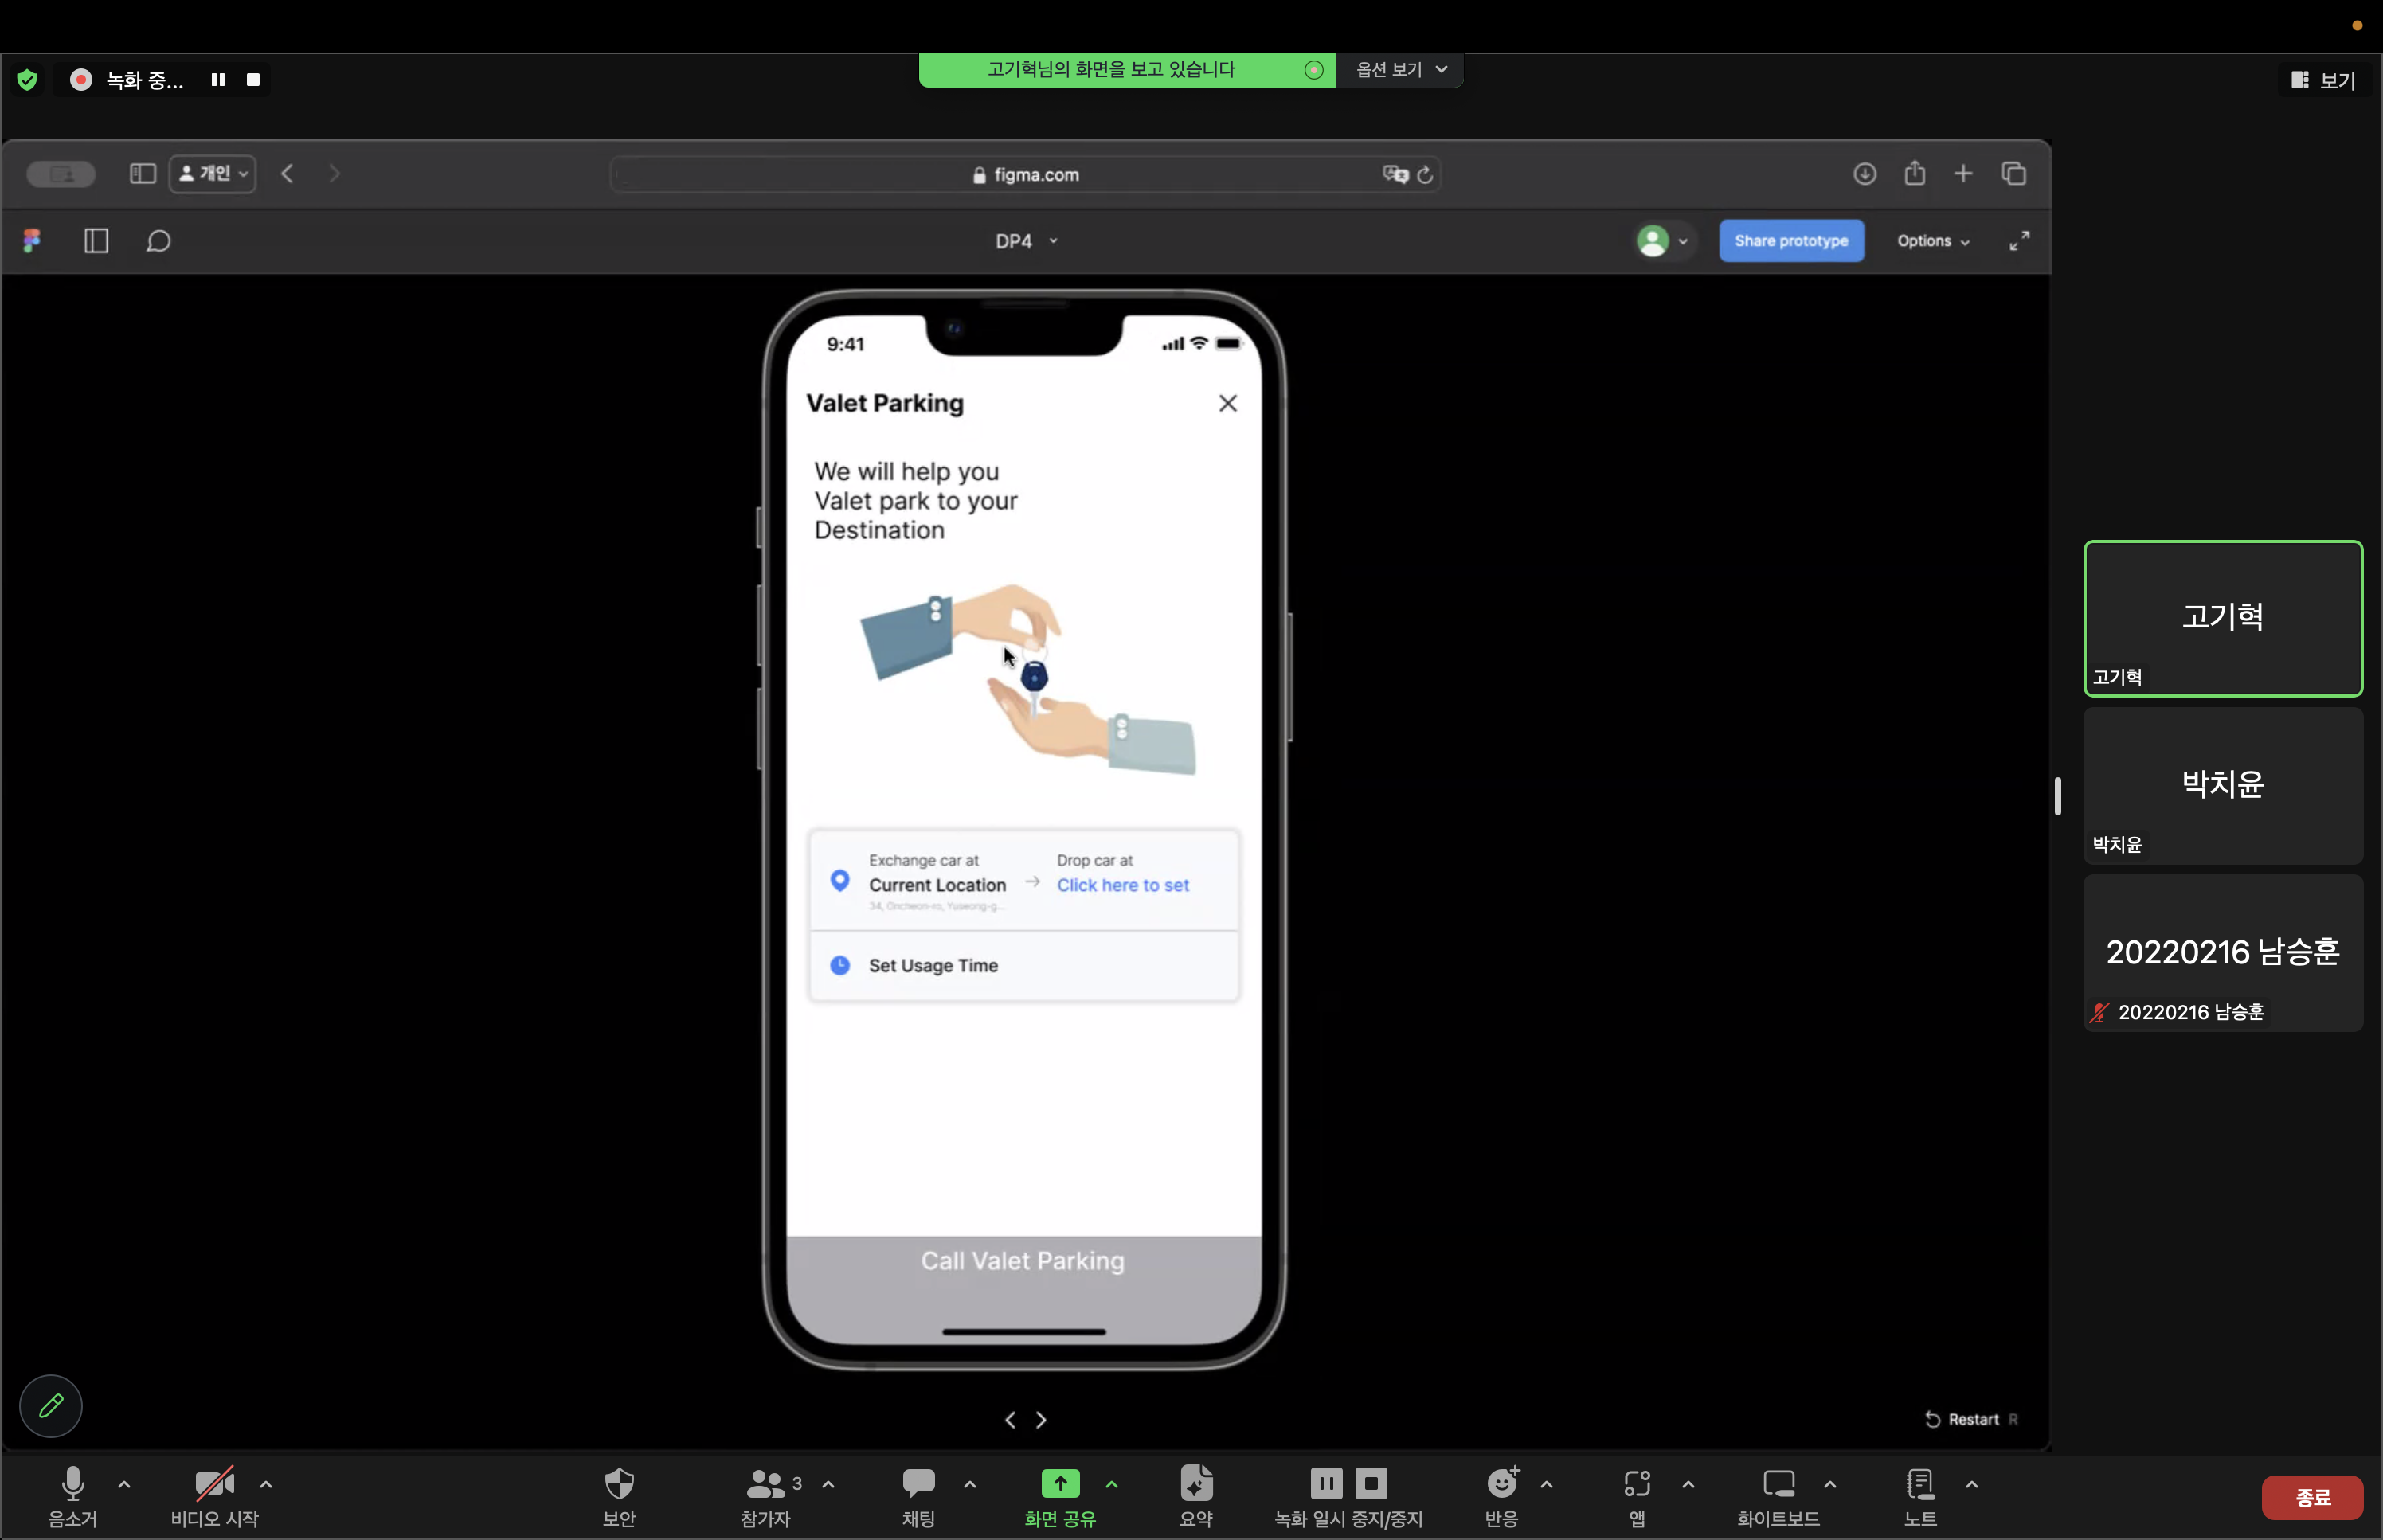 녹화 중...
고기혁님의 화면을 보고 있습니다
옵션 보기
보기
개인
figma.com
DP4
Share prototype
Options
9:41
Valet Parking
We will help you
Valet park to your
Destination
Exchange car at
Current Location
34, Oncheon-ro, Yuseong-g...
Drop car at
Click here to set
Set Usage Time
Call Valet Parking
Restart R
고기혁
고기혁
박치윤
박치윤
20220216 남승훈
20220216 남승훈
음소거
비디오 시작
보안
3
참가자
채팅
화면 공유
요약
녹화 일시 중지/중지
반응
앱
화이트보드
노트
종료